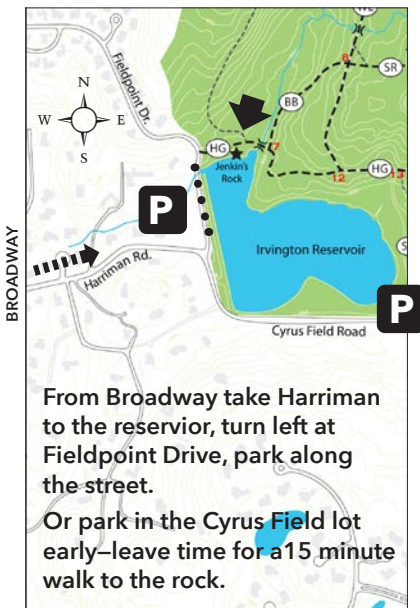 WE
Fieldpoint Dr.
8
SR
N
W E
S
BB
HG
7
Jenkin's
Rock
HG
12
13
P
S
Irvington Reservoir
BROADWAY
Harriman Rd.
P
Cyrus Field Road
From Broadway take Harriman
to the reservior, turn left at
Fieldpoint Drive, park along
the street.
Or park in the Cyrus Field lot
early–leave time for a15 minute
walk to the rock.